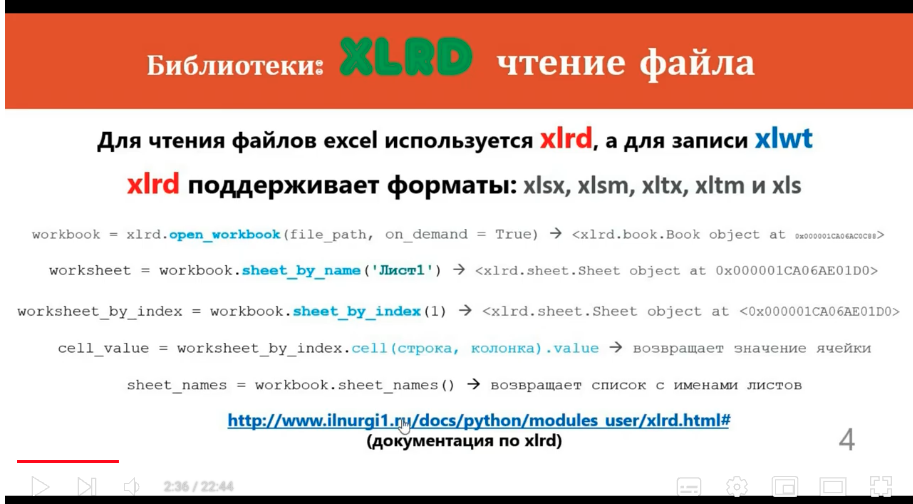 Библиотеки: XLRD чтение файла
Для чтения файлов excel используется xlrd, а для записи xlwt
xlrd поддерживает форматы: xlsx, xlsm, xltx, xltm и xls
workbook = xlrd.open_workbook(file_path, on_demand = True) → <xlrd.book.Book object at 0x000001CA06AC0C88>
worksheet = workbook.sheet_by_name('Лист1') → <xlrd.sheet.Sheet object at 0x000001CA06AE01D0>
worksheet_by_index = workbook.sheet_by_index(1) → <xlrd.sheet.Sheet object at <0x000001CA06AE01D0>
cell_value = worksheet_by_index.cell(строка, колонка).value → возвращает значение ячейки
sheet_names = workbook.sheet_names() → возвращает список с именами листов
http://www.ilnurgi1.ru/docs/python/modules_user/xlrd.html#
(документация по xlrd)
4
2:36 / 22:44